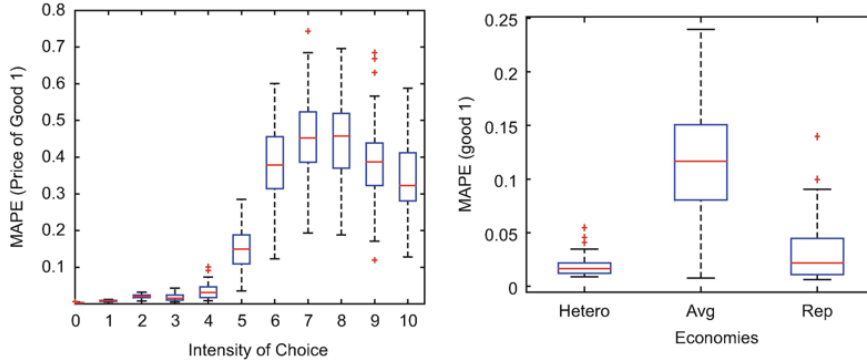 MAPE (Price of Good 1)
0.8
0.7
0.6
0.5
0.4
0.3
0.2
0.1
0 1 2 3 4 5 6 7 8 9 10
Intensity of Choice
MAPE (good 1)
0.25
0.2
0.15
0.1
0.05
0
Hetero Avg Rep
Economies